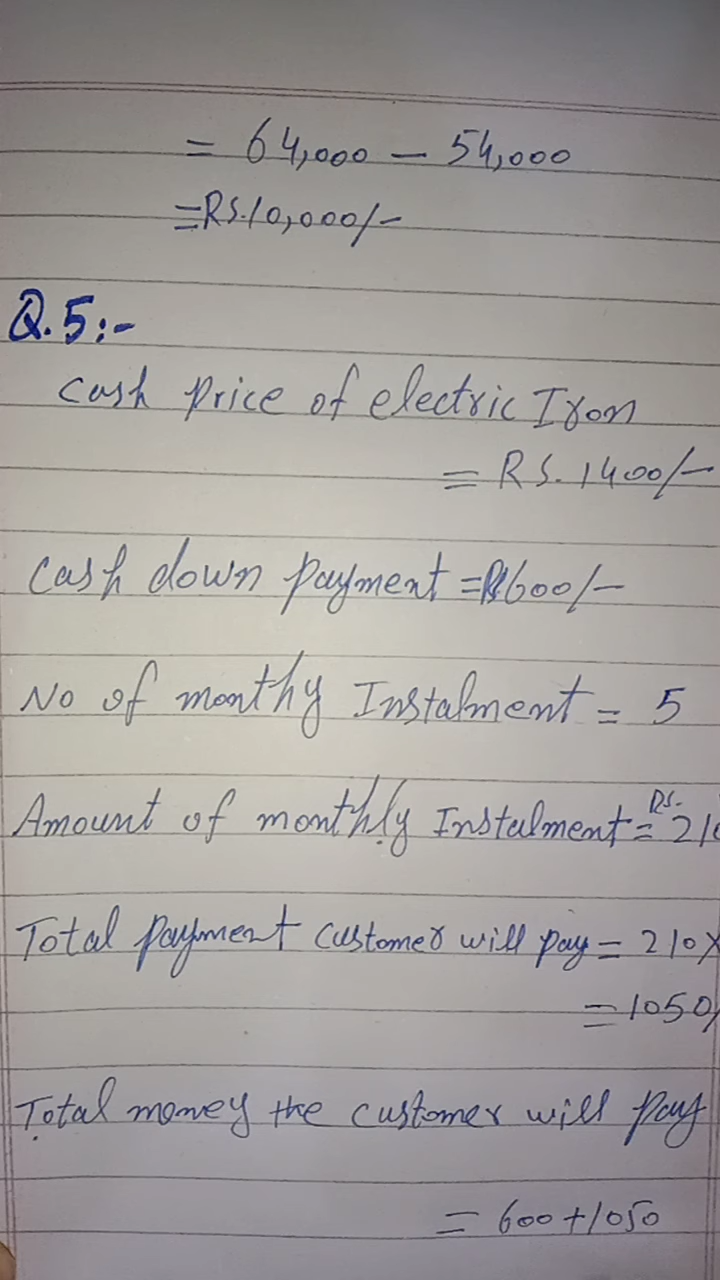 = 64,000 - 54,000
=RS.10,000/-
Q.5:-
Cash Price of electric Iron
= RS. 1400/-
Cash down payment = 600/-
No of monthy Instalment = 5
Amount of monthly Instalment = Rs. 210
Total Payment Customer will pay = 210X
= 1050/
Total money the customer will Pay
= 600+1050